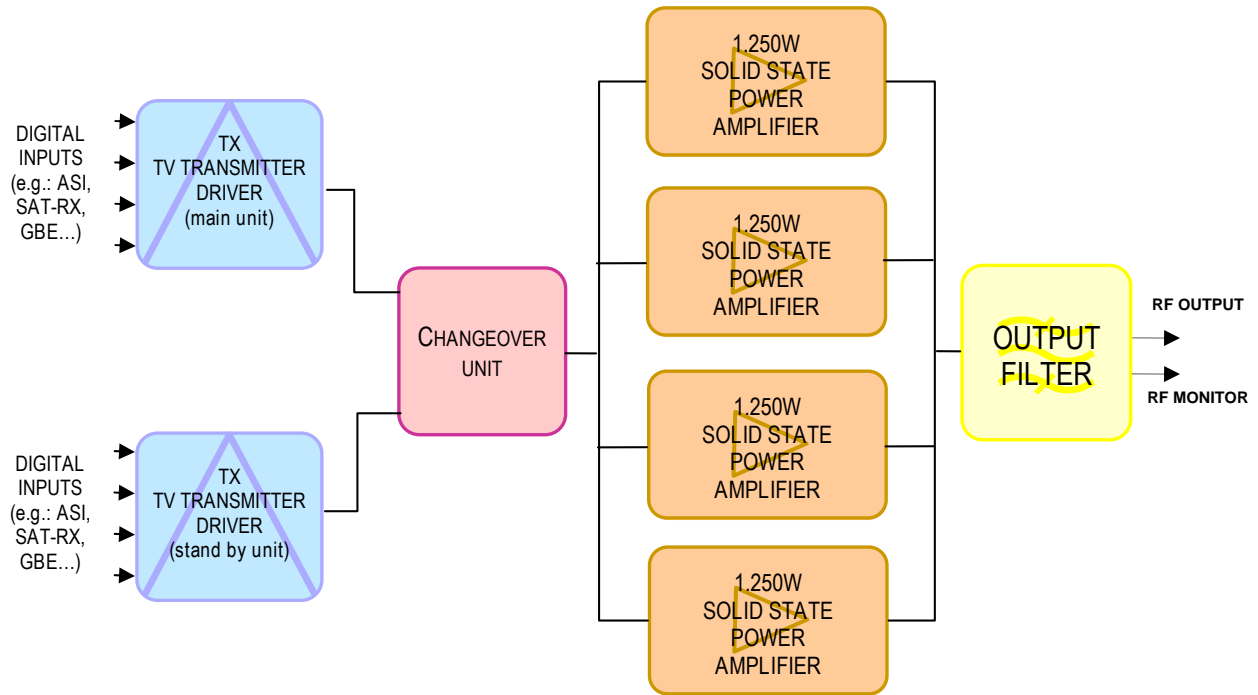 DIGITAL
INPUTS
(e.g.: ASI,
SAT-RX,
GBE...)
TX
TV TRANSMITTER
DRIVER
(main unit)
DIGITAL
INPUTS
(e.g.: ASI,
SAT-RX,
GBE...)
TX
TV TRANSMITTER
DRIVER
(stand by unit)
CHANGEOVER
UNIT
1.250W
SOLID STATE
POWER
AMPLIFIER
1.250W
SOLID STATE
POWER
AMPLIFIER
1.250W
SOLID STATE
POWER
AMPLIFIER
1.250W
SOLID STATE
POWER
AMPLIFIER
OUTPUT
FILTER
RF OUTPUT
RF MONITOR